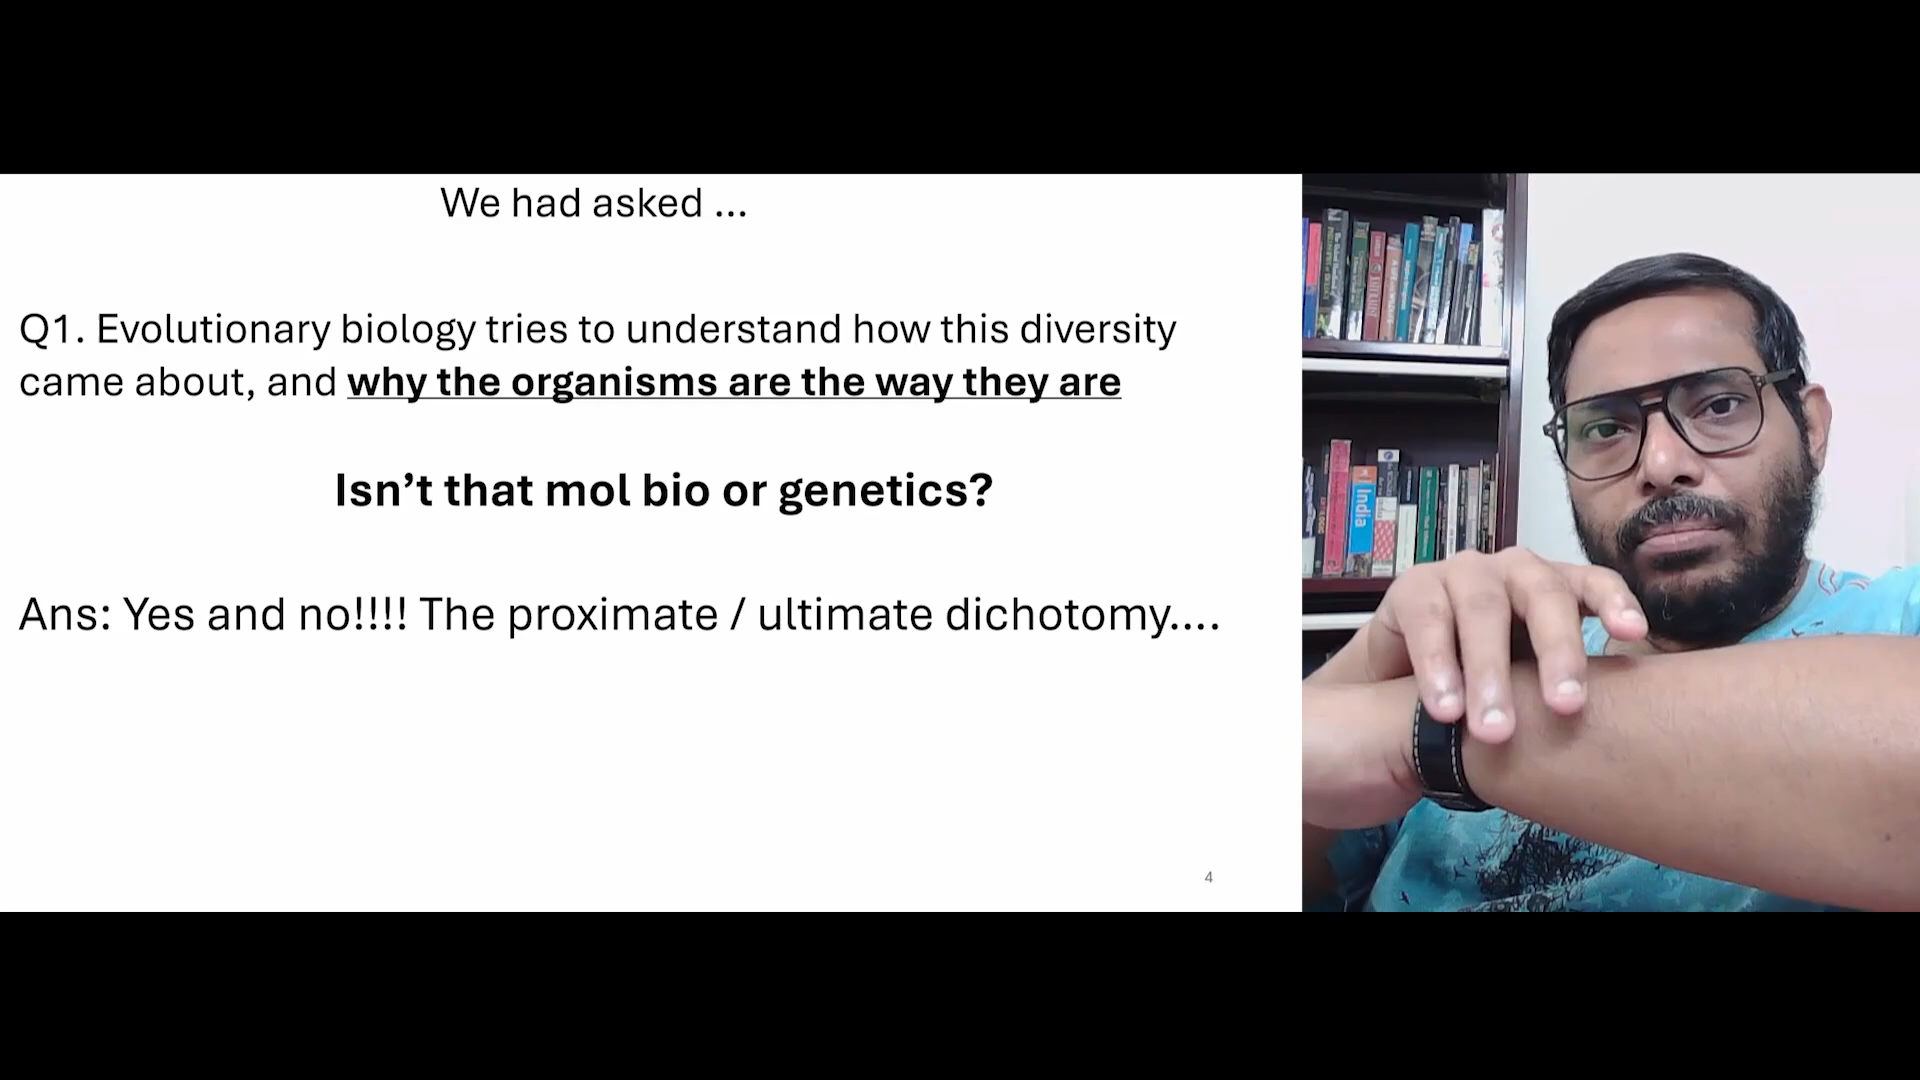 We had asked ...
Q1. Evolutionary biology tries to understand how this diversity
came about, and why the organisms are the way they are
Isn’t that mol bio or genetics?
Ans: Yes and no!!!! The proximate / ultimate dichotomy....
4
India